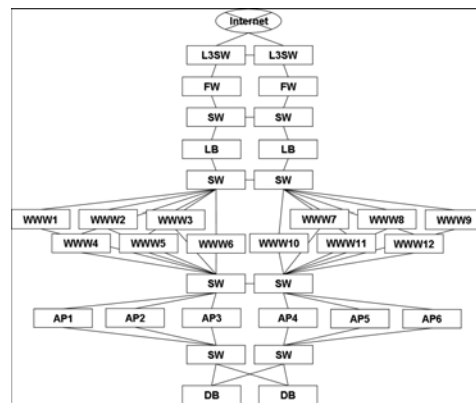 Internet
L3SW L3SW
FW FW
SW SW
LB LB
SW SW
WWW1 WWW2 WWW3 WWW7 WWW8 WWW9
WWW4 WWW5 WWW6 WWW10 WWW11 WWW12
SW SW
AP1 AP2 AP3 AP4 AP5 AP6
SW SW
DB DB